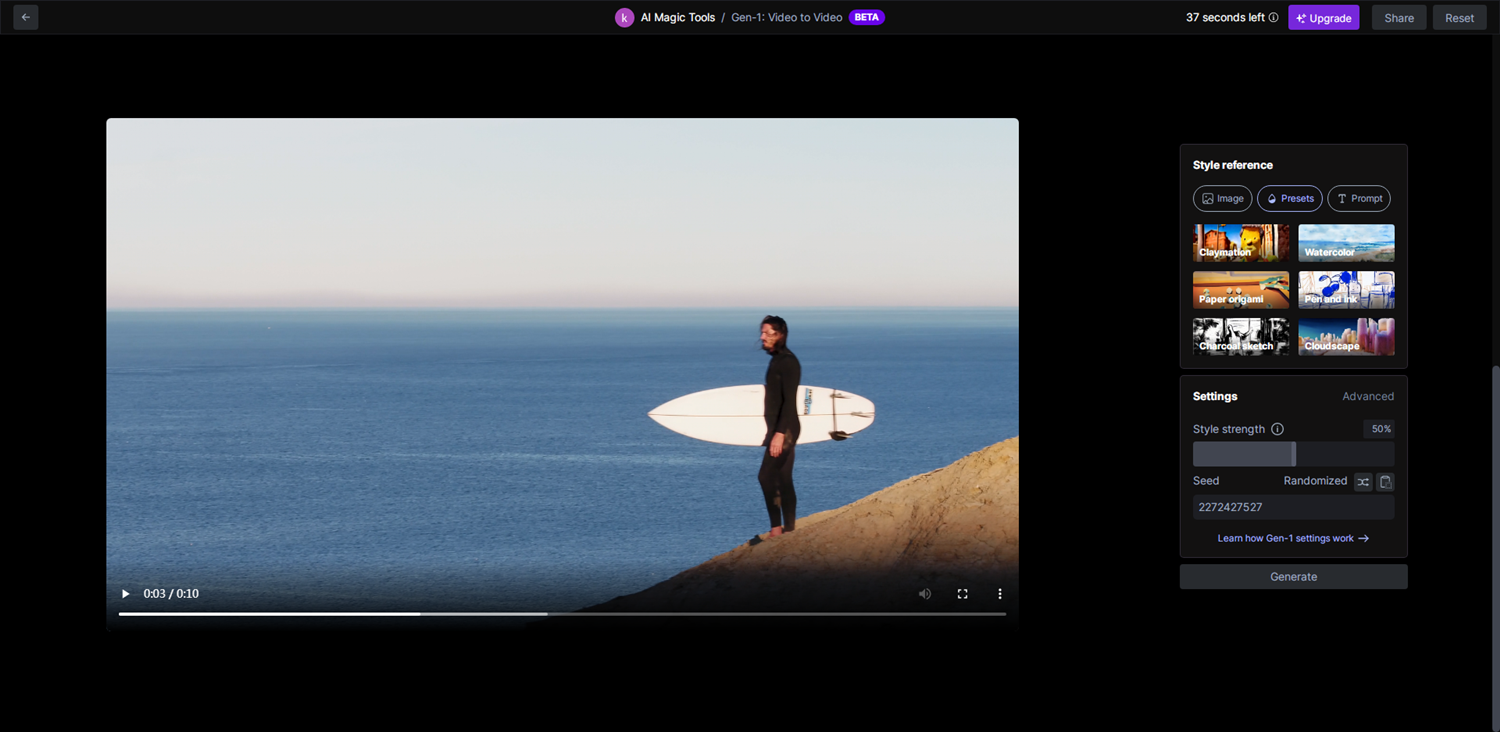 k AI Magic Tools / Gen-1: Video to Video BETA
37 seconds left Upgrade Share Reset
Style reference
Image Presets Prompt
Claymation Watercolor
Paper origami Pen and ink
Charcoal sketch Cloudscape
Settings Advanced
Style strength 50%
Seed Randomized
2272427527
Learn how Gen-1 settings work →
Generate
0:03 / 0:10